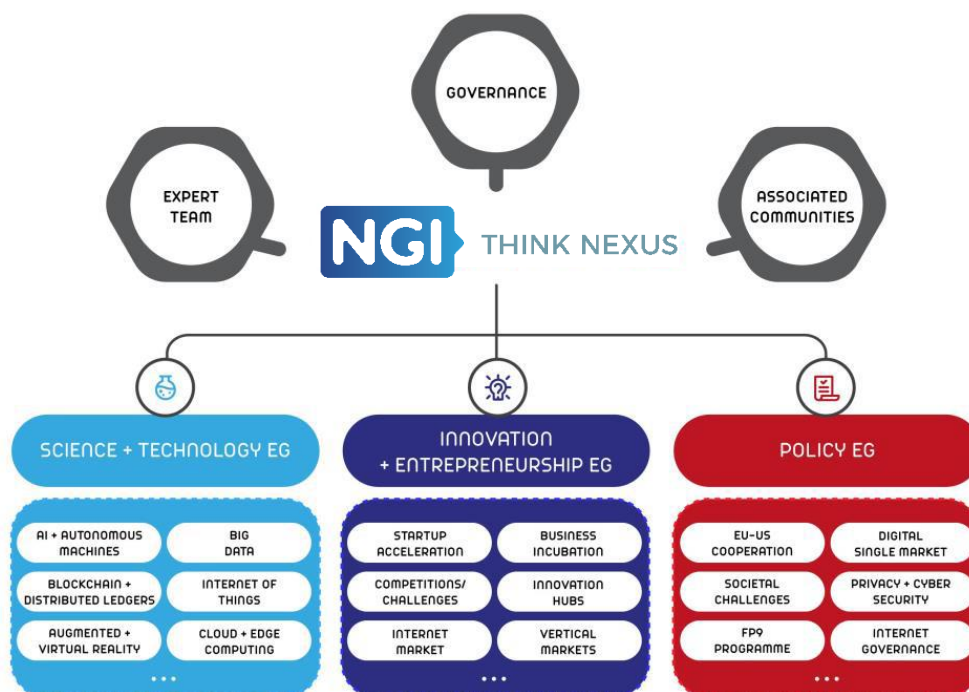 GOVERNANCE
EXPERT
TEAM
ASSOCIATED
COMMUNITIES
NGI THINK NEXUS
SCIENCE + TECHNOLOGY EG
INNOVATION
+ ENTREPRENEURSHIP EG
POLICY EG
AI + AUTONOMOUS
MACHINES
BIG
DATA
BLOCKCHAIN +
DISTRIBUTED LEDGERS
INTERNET OF
THINGS
AUGMENTED +
VIRTUAL REALITY
CLOUD + EDGE
COMPUTING
...
STARTUP
ACCELERATION
BUSINESS
INCUBATION
COMPETITIONS/
CHALLENGES
INNOVATION
HUBS
INTERNET
MARKET
VERTICAL
MARKETS
...
EU-US
COOPERATION
DIGITAL
SINGLE MARKET
SOCIETAL
CHALLENGES
PRIVACY + CYBER
SECURITY
FP9
PROGRAMME
INTERNET
GOVERNANCE
...